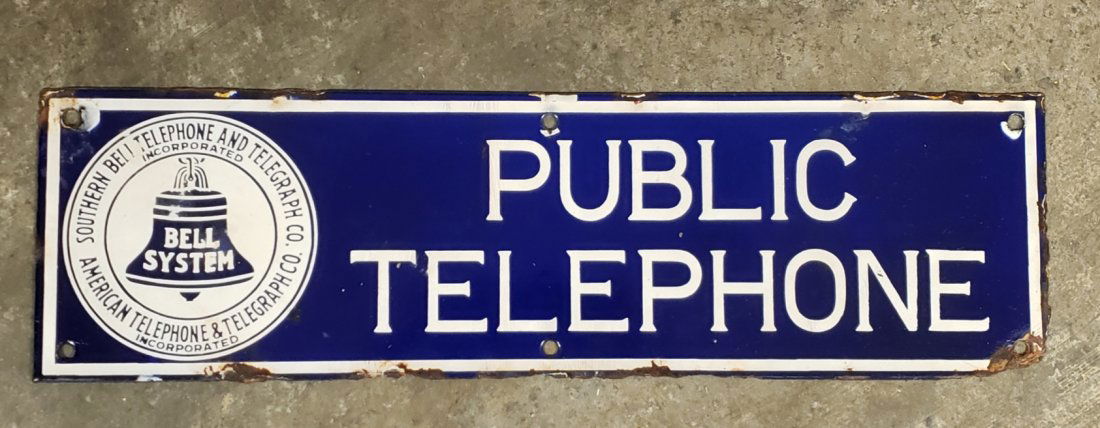 SOUTHERN BELL TELEPHONE AND TELEGRAPH CO.
INCORPORATED
BELL
SYSTEM
AMERICAN TELEPHONE & TELEGRAPH CO.
INCORPORATED
PUBLIC
TELEPHONE